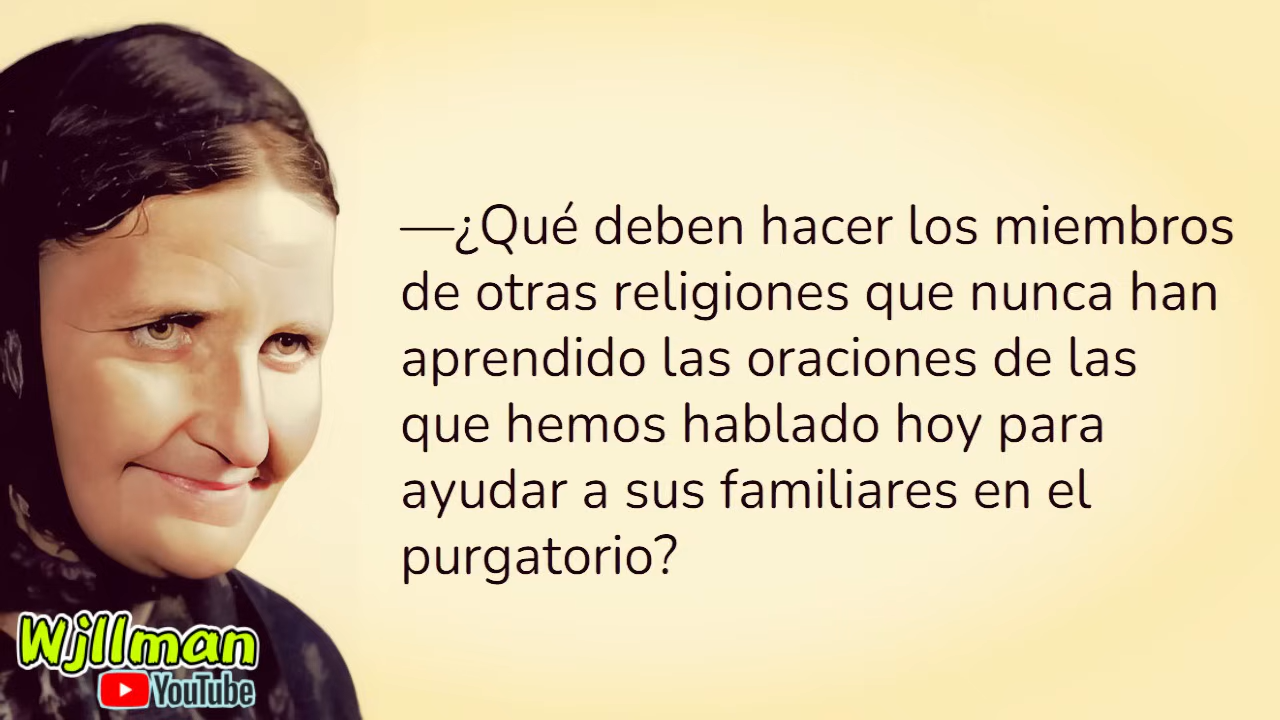 —¿Qué deben hacer los miembros
de otras religiones que nunca han
aprendido las oraciones de las
que hemos hablado hoy para
ayudar a sus familiares en el
purgatorio?
Wjllman
YouTube